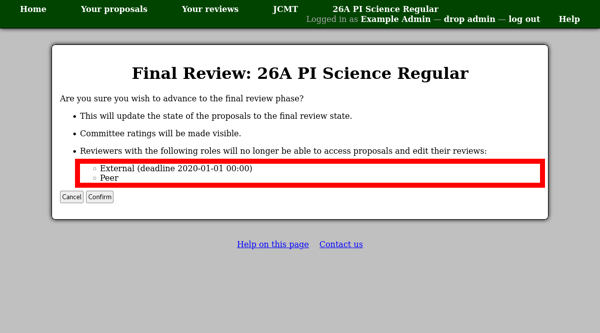 Home Your proposals Your reviews JCMT 26A PI Science Regular
Logged in as Example Admin — drop admin — log out Help
Final Review: 26A PI Science Regular
Are you sure you wish to advance to the final review phase?
• This will update the state of the proposals to the final review state.
• Committee ratings will be made visible.
• Reviewers with the following roles will no longer be able to access proposals and edit their reviews:
◦ External (deadline 2020-01-01 00:00)
◦ Peer
Cancel Confirm
Help on this page Contact us